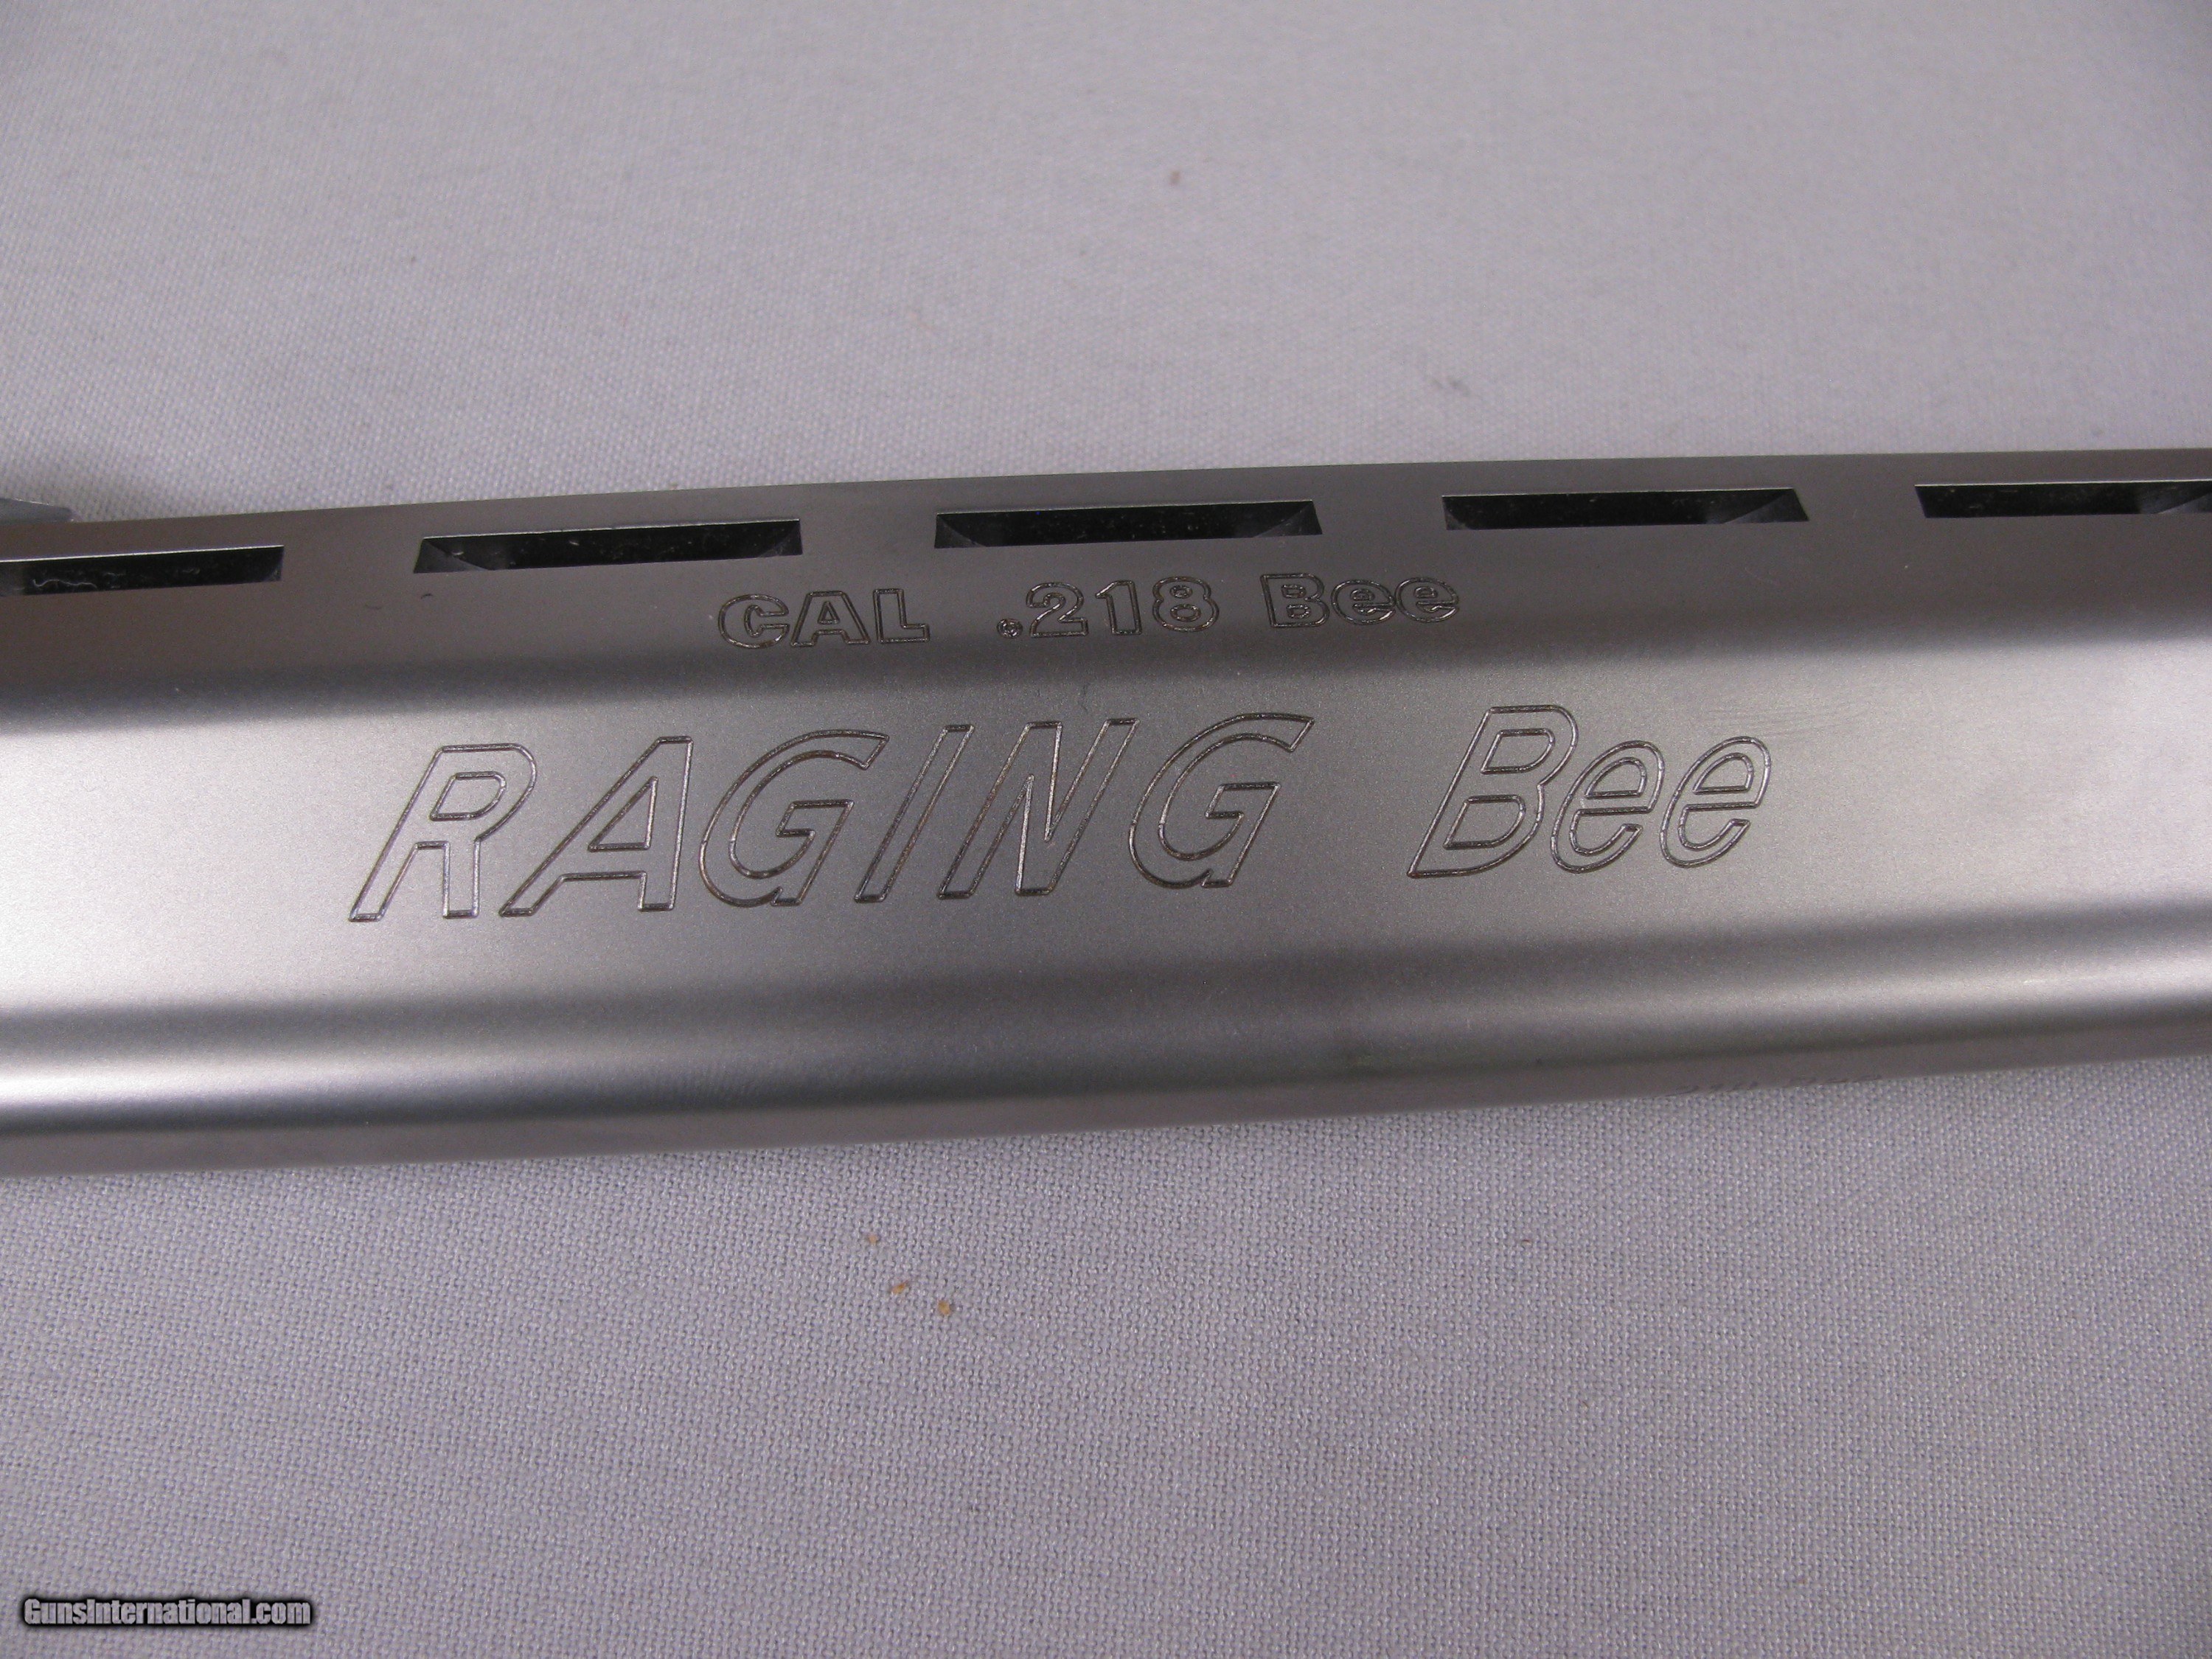 CAL .218 Bee
RAGING Bee
GunsInternational.com